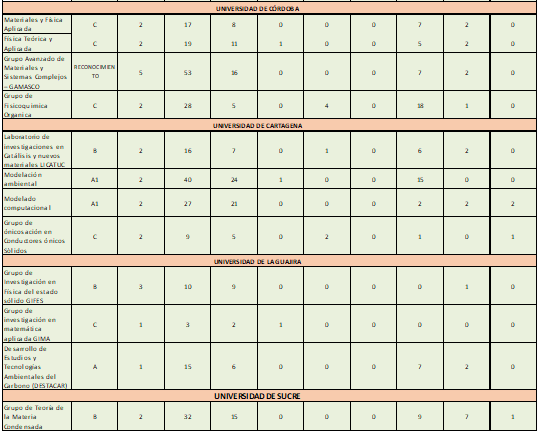 UNIVERSIDAD DE CÓRDOBA
Materiales y Física
Aplicada
C 2 17 8 0 0 0 7 2 0
Física Teórica y
Aplicada
C 2 19 11 1 0 0 5 2 0
Grupo Avanzado de
Materiales y
Sistemas Complejos
– GAMASCO
RECONOCIMIEN
TO
5 53 16 0 0 0 7 2 0
Grupo de
Fisicoquimica
Organica
C 2 28 5 0 4 0 18 1 0
UNIVERSIDAD DE CARTAGENA
Laboratorio de
investigaciones en
Catálisis y nuevos
materiales LICATUC
B 2 16 7 0 1 0 6 2 0
Modelación
ambiental
A1 2 40 24 1 0 0 15 0 0
Modelado
computacional
A1 2 27 21 0 0 0 2 2 2
Grupo de
ónicosación en
Conductores ónicos
Sólidos
C 2 9 5 0 2 0 1 0 1
UNIVERSIDAD DE LA GUAJIRA
Grupo de
Investigación en
Física del estado
sólido GIFES
B 3 10 9 0 0 0 0 1 0
Grupo de
investigación en
matemática
aplicada GIMA
C 1 3 2 1 0 0 0 0 0
Desarrollo de
Estudios y
Tecnologías
Ambientales del
Carbono (DESTACAR)
A 1 15 6 0 0 0 7 2 0
UNIVERSIDAD DE SUCRE
Grupo de Teoría de
la Materia
Condensada
B 2 32 15 0 0 0 9 7 1